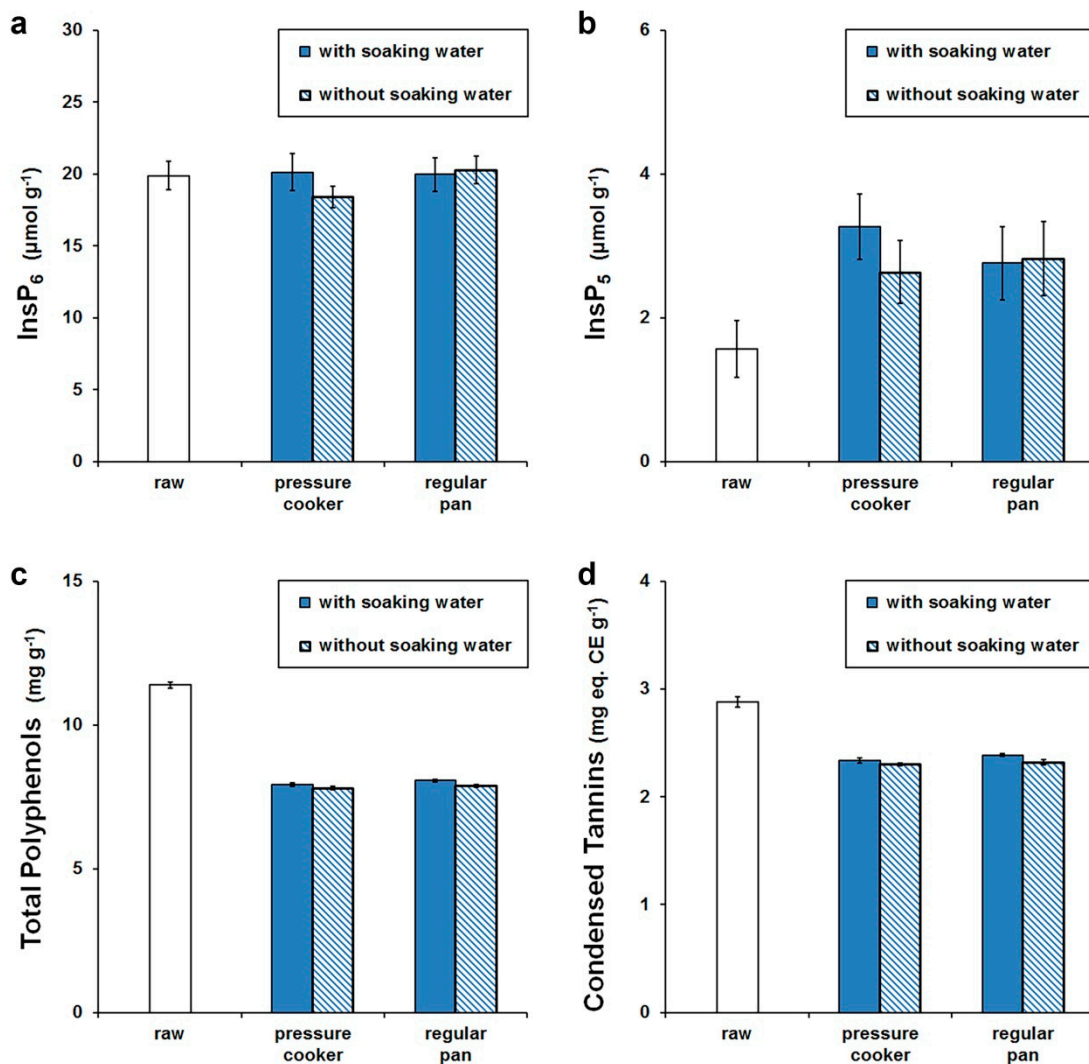 a
30
25
20
15
10
5
0
InsP₆ (µmol g⁻¹)
with soaking water
without soaking water
raw
pressure
cooker
regular
pan
b
6
4
2
0
InsP₅ (µmol g⁻¹)
with soaking water
without soaking water
raw
pressure
cooker
regular
pan
c
15
10
5
0
Total Polyphenols (mg g⁻¹)
with soaking water
without soaking water
raw
pressure
cooker
regular
pan
d
4
3
2
1
0
Condensed Tannins (mg eq. CE g⁻¹)
with soaking water
without soaking water
raw
pressure
cooker
regular
pan